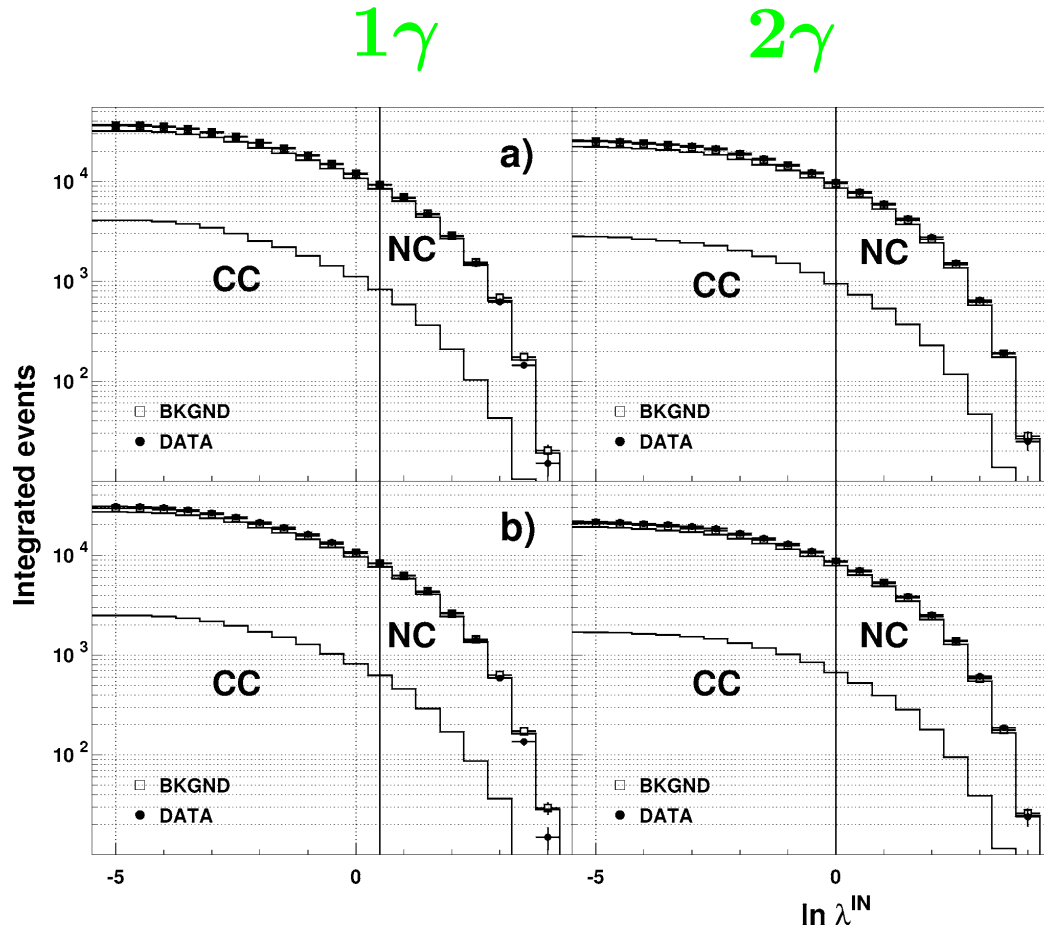 1γ 2γ
a)
10^4 NC NC
10^3 CC CC
10^2
BKGND BKGND
DATA DATA
Integrated events
b)
10^4
NC NC
10^3 CC CC
10^2
BKGND BKGND
DATA DATA
-5 0 -5 0
ln λ^IN